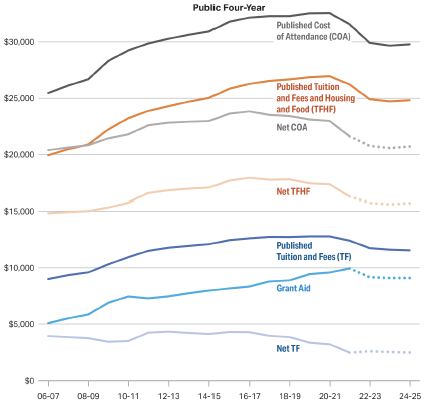 Public Four-Year
Published Cost
of Attendance (COA)
$30,000
$25,000
Published Tuition
and Fees and Housing
and Food (TFHF)
Net COA
$20,000
Net TFHF
$15,000
Published
Tuition and Fees (TF)
$10,000
Grant Aid
$5,000
Net TF
$0
06-07 08-09 10-11 12-13 14-15 16-17 18-19 20-21 22-23 24-25